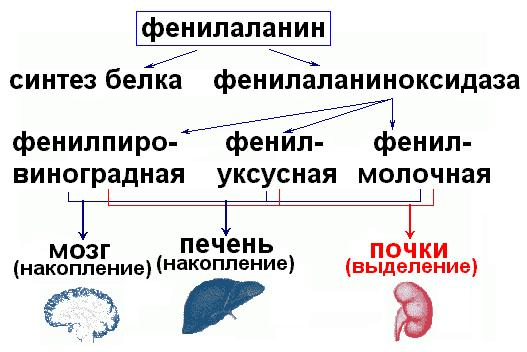 фенилаланин
синтез белка фенилаланиноксидаза
фенилпиро- фенил- фенил-
виноградная уксусная молочная
мозг печень почки
(накопление) (накопление) (выделение)